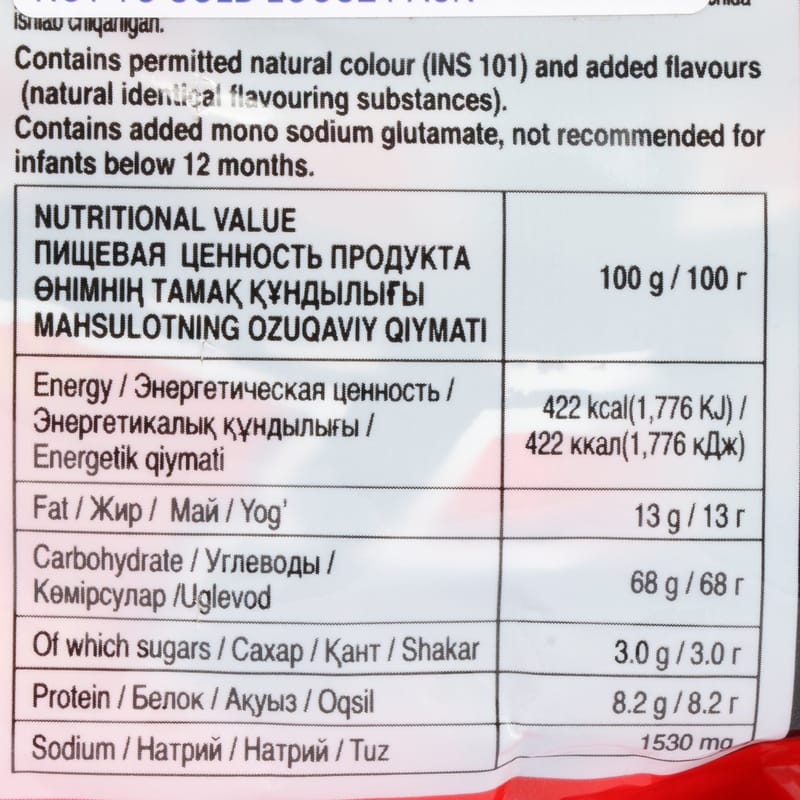 Contains permitted natural colour (INS 101) and added flavours
(natural identical flavouring substances).
Contains added mono sodium glutamate, not recommended for
infants below 12 months.
NUTRITIONAL VALUE
ПИЩЕВАЯ ЦЕННОСТЬ ПРОДУКТА
ӨНІМНІҢ ТАМАҚ ҚҰНДЫЛЫҒЫ
MAHSULOTNING OZUQAVIY QIYMATI
100 g / 100 г
Energy / Энергетическая ценность /
Энергетикалық құндылығы /
Energetik qiymati
422 kcal(1,776 KJ) /
422 ккал(1,776 кДж)
Fat / Жир / Май / Yog'
13 g / 13 г
Carbohydrate / Углеводы /
Көмірсулар /Uglevod
68 g / 68 г
Of which sugars / Сахар / Қант / Shakar
3.0 g / 3.0 г
Protein / Белок / Ақуыз / Oqsil
8.2 g / 8.2 г
Sodium / Натрий / Натрий / Tuz
1530 mg